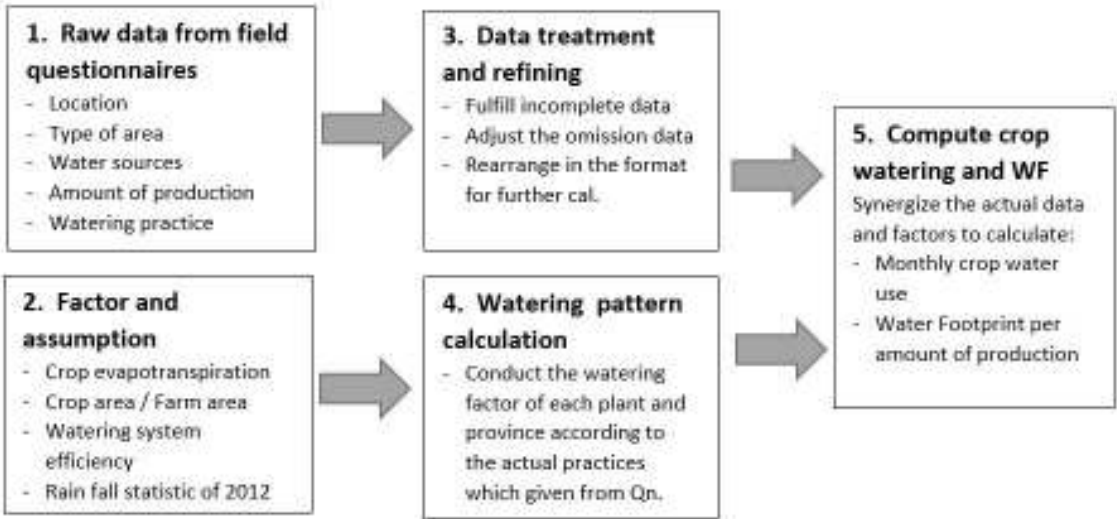 1. Raw data from field
questionnaires
- Location
- Type of area
- Water sources
- Amount of production
- Watering practice
2. Factor and
assumption
- Crop evapotranspiration
- Crop area / Farm area
- Watering system
efficiency
- Rain fall statistic of 2012
3. Data treatment
and refining
- Fulfill incomplete data
- Adjust the omission data
- Rearrange in the format
for further cal.
4. Watering pattern
calculation
- Conduct the watering
factor of each plant and
province according to
the actual practices
which given from Qn.
5. Compute crop
watering and WF
Synergize the actual data
and factors to calculate:
- Monthly crop water
use
- Water Footprint per
amount of production